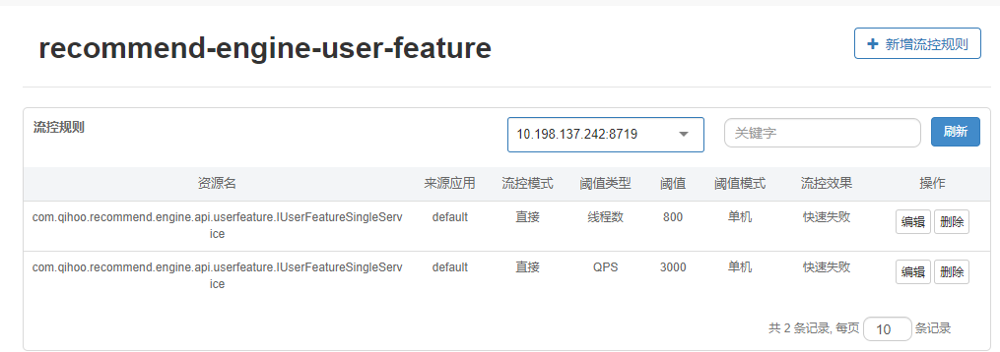 recommend-engine-user-feature
+ 新增流控规则
流控规则
10.198.137.242:8719
关键字
刷新
资源名 来源应用 流控模式 阈值类型 阈值 阈值模式 流控效果 操作
com.qihoo.recommend.engine.api.userfeature.IUserFeatureSingleServ
ice
default 直接 线程数 800 单机 快速失败 编辑 删除
com.qihoo.recommend.engine.api.userfeature.IUserFeatureSingleServ
ice
default 直接 QPS 3000 单机 快速失败 编辑 删除
共 2 条记录, 每页 10 条记录